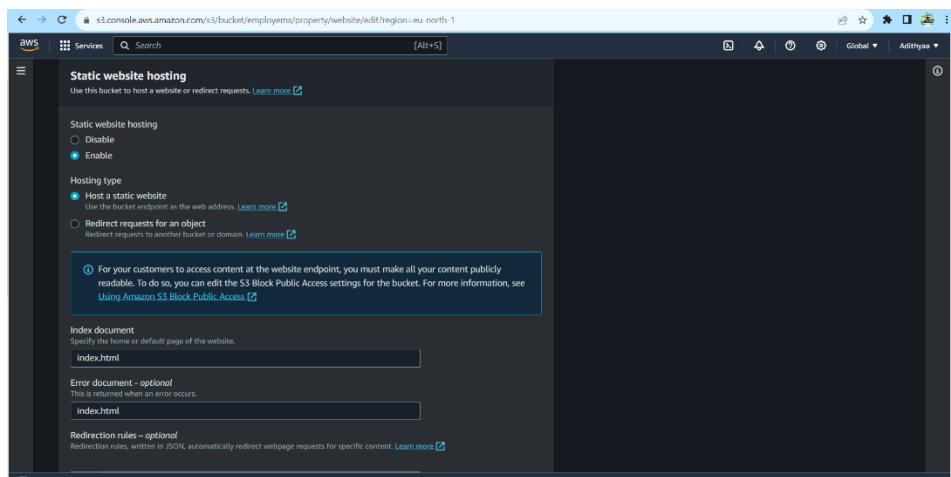 s3.console.aws.amazon.com/s3/bucket/employems/property/website/edit?region=eu-north-1
aws Services Search [Alt+S] Global Adithyaa
Static website hosting
Use this bucket to host a website or redirect requests. Learn more
Static website hosting
Disable
Enable
Hosting type
Host a static website
Use the bucket endpoint as the web address. Learn more
Redirect requests for an object
Redirect requests to another bucket or domain. Learn more
For your customers to access content at the website endpoint, you must make all your content publicly
readable. To do so, you can edit the S3 Block Public Access settings for the bucket. For more information, see
Using Amazon S3 Block Public Access
Index document
Specify the home or default page of the website.
index.html
Error document - optional
This is returned when an error occurs.
index.html
Redirection rules – optional
Redirection rules, written in JSON, automatically redirect webpage requests for specific content. Learn more